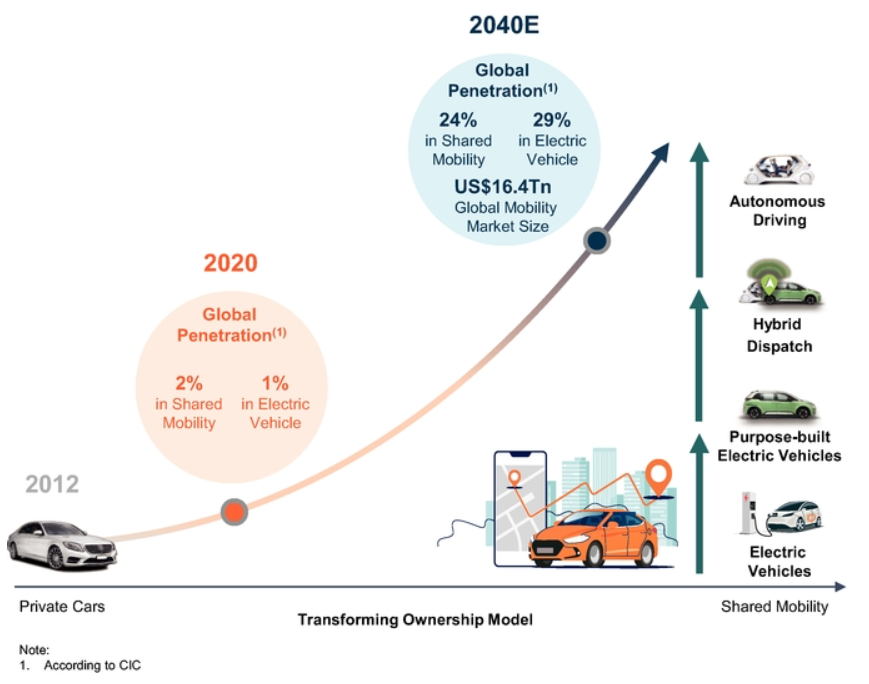 2040E
Global
Penetration(1)
24%
in Shared
Mobility
29%
in Electric
Vehicle
US$16.4Tn
Global Mobility
Market Size
2020
Global
Penetration(1)
2%
in Shared
Mobility
1%
in Electric
Vehicle
2012
Autonomous
Driving
Hybrid
Dispatch
Purpose-built
Electric Vehicles
Electric
Vehicles
Private Cars
Transforming Ownership Model
Shared Mobility
Note:
1. According to CIC